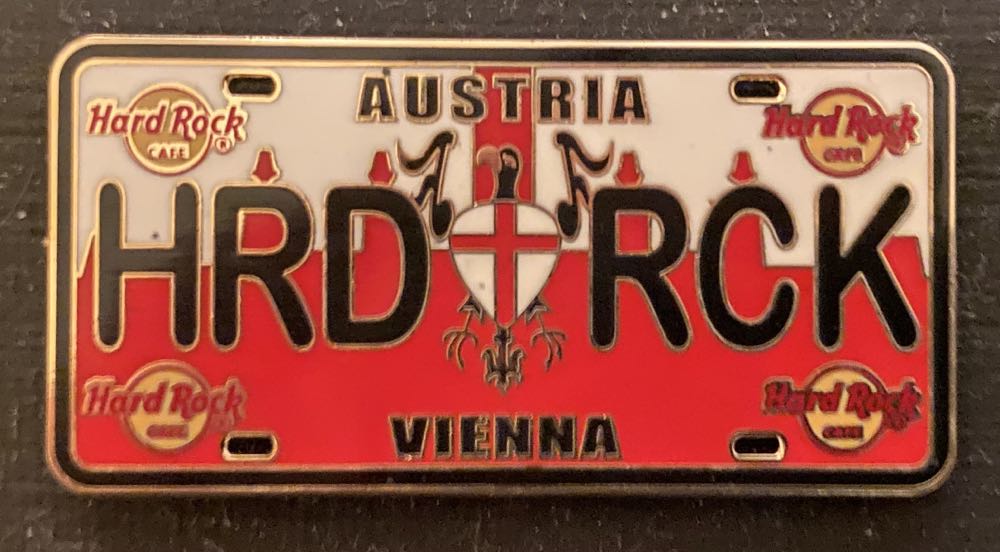 AUSTRIA
Hard Rock ®
CAFE
Hard Rock
CAFE
HRD RCK
Hard Rock
CAFE
Hard Rock
CAFE
VIENNA